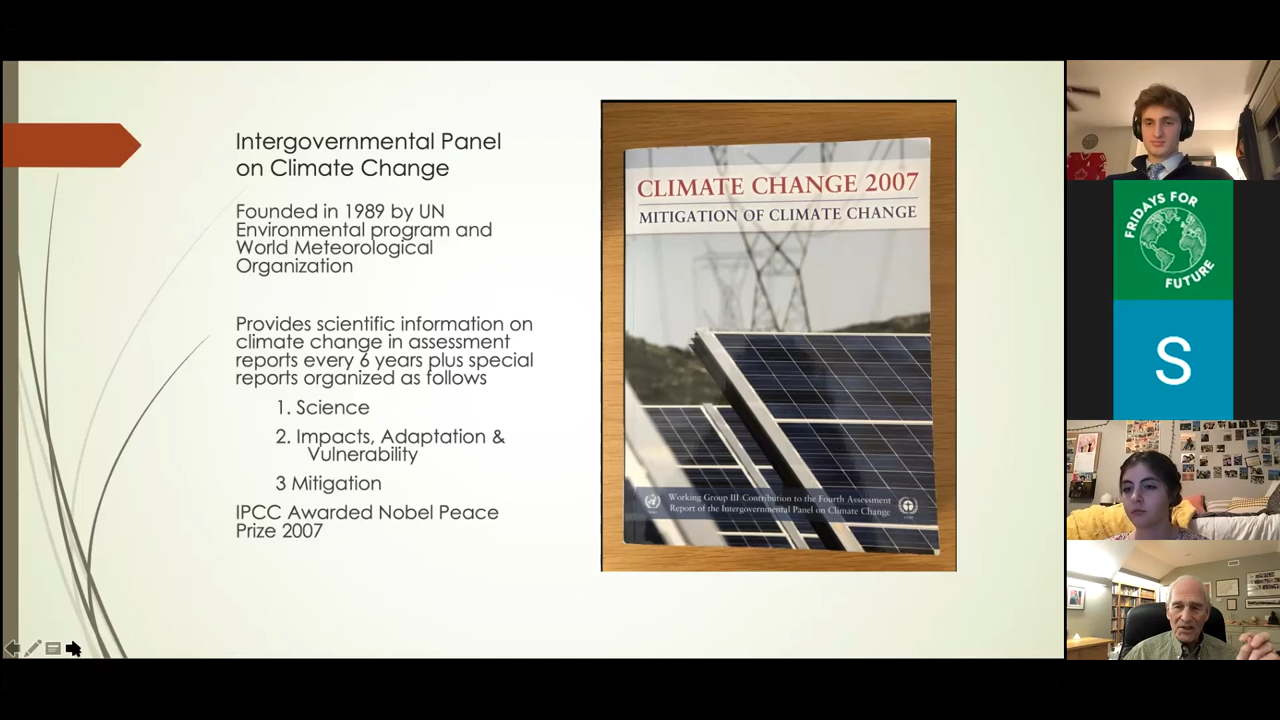 Intergovernmental Panel
on Climate Change
Founded in 1989 by UN
Environmental program and
World Meteorological
Organization
Provides scientific information on
climate change in assessment
reports every 6 years plus special
reports organized as follows
1. Science
2. Impacts, Adaptation &
Vulnerability
3 Mitigation
IPCC Awarded Nobel Peace
Prize 2007
CLIMATE CHANGE 2007
MITIGATION OF CLIMATE CHANGE
Working Group III Contribution to the Fourth Assessment
Report of the Intergovernmental Panel on Climate Change
FRIDAYS FOR
FUTURE
S